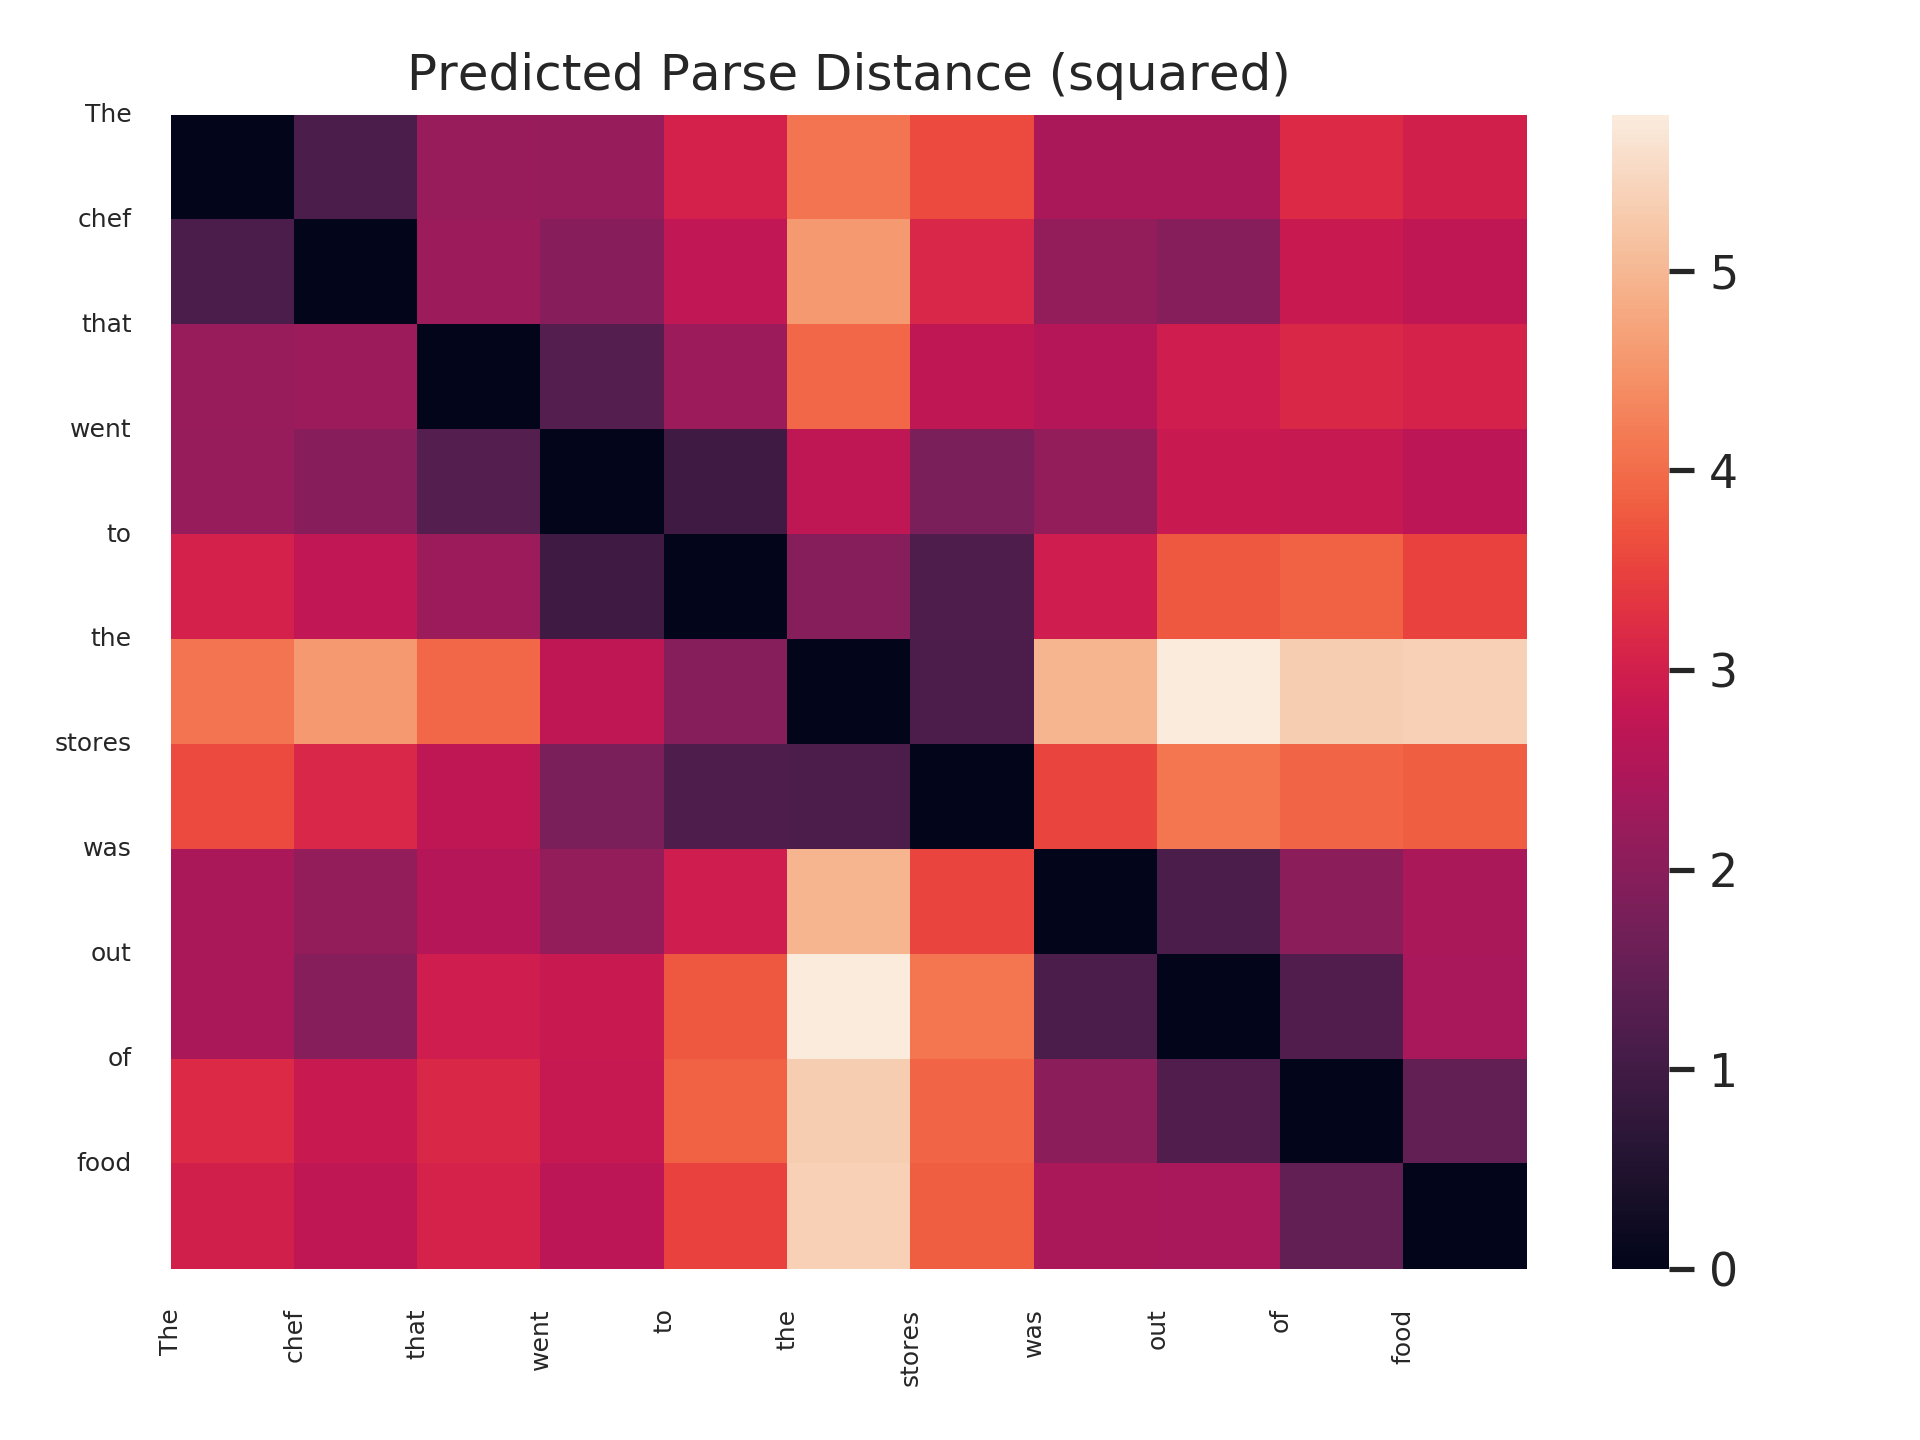 Predicted Parse Distance (squared)
The
chef
that
went
to
the
stores
was
out
of
food
5
4
3
2
1
0
The chef that went to the stores was out of food